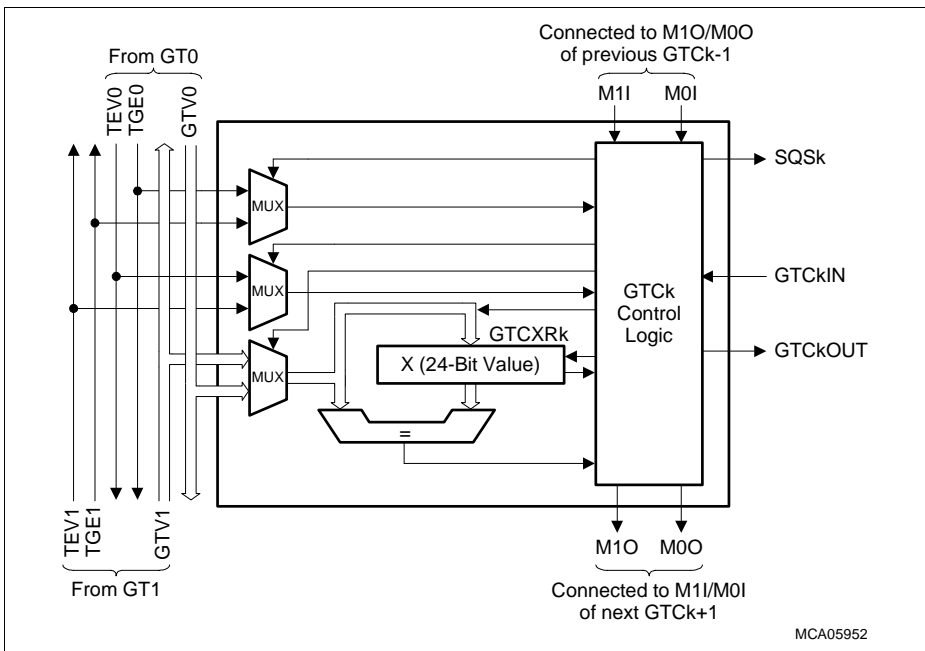 Connected to M1O/M0O
of previous GTCk-1
From GT0
M1I M0I
TEV0
TGE0
GTV0
SQSk
MUX
GTCkIN
MUX
GTCk
Control
Logic
GTCXRk
GTCkOUT
X (24-Bit Value)
MUX
=
TEV1
TGE1
GTV1
M1O M0O
From GT1
Connected to M1I/M0I
of next GTCk+1
MCA05952